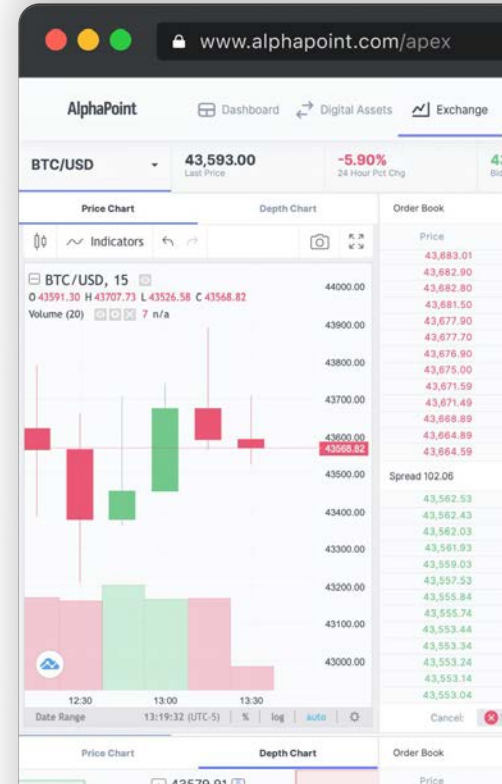 www.alphapoint.com/apex
AlphaPoint Dashboard Digital Assets Exchange
BTC/USD 43,593.00 -5.90%
Last Price 24 Hour Pct Chg
Price Chart Depth Chart Order Book
Indicators
Price
BTC/USD, 15
O 43591.30 H 43707.73 L 43526.58 C 43568.82
Volume (20) 7 n/a
44000.00
43900.00
43800.00
43700.00
43600.00
43568.82
43500.00
43400.00
43300.00
43200.00
43100.00
43000.00
12:30 13:00 13:30
Date Range 13:19:32 (UTC-5) % log auto
43,683.01
43,682.90
43,682.80
43,681.50
43,677.90
43,677.70
43,676.90
43,675.00
43,671.59
43,671.49
43,668.89
43,664.89
43,664.59
Spread 102.06
43,562.53
43,562.43
43,562.03
43,561.93
43,559.03
43,557.53
43,555.84
43,555.74
43,553.44
43,553.34
43,553.24
43,553.14
43,553.04
Cancel:
Price Chart Depth Chart Order Book
43579.91
Price